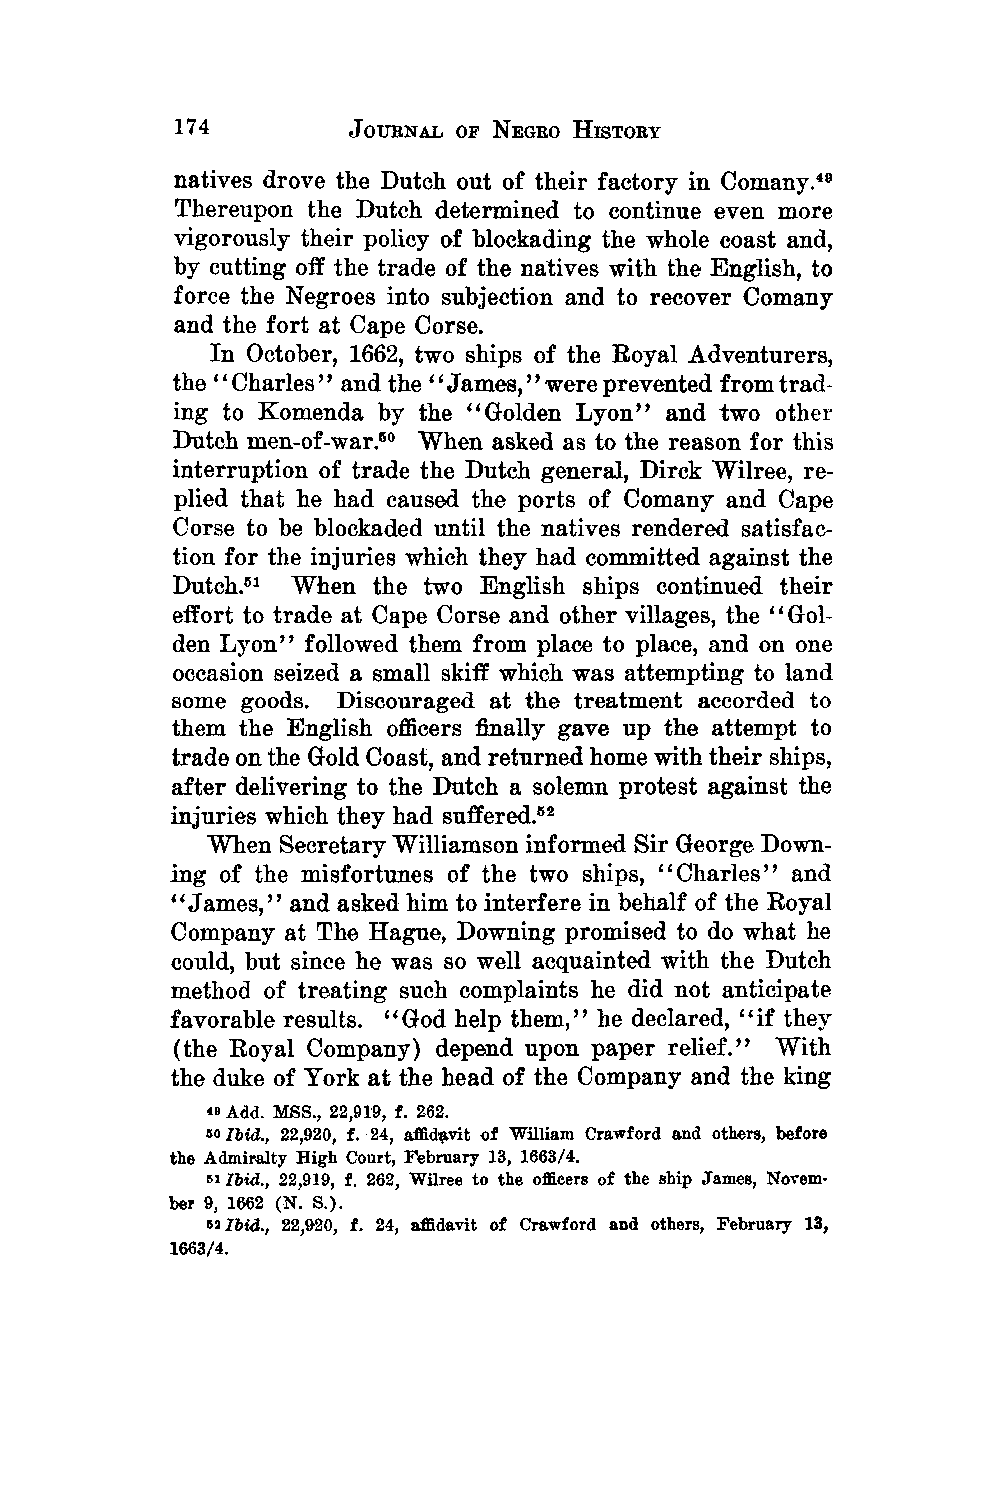 174 JOURNAL OF NEGRO HISTORY
natives drove the Dutch out of their factory in Comany.⁴⁹
Thereupon the Dutch determined to continue even more
vigorously their policy of blockading the whole coast and,
by cutting off the trade of the natives with the English, to
force the Negroes into subjection and to recover Comany
and the fort at Cape Corse.
In October, 1662, two ships of the Royal Adventurers,
the ‘‘Charles’’ and the ‘‘James,’’ were prevented from trad-
ing to Komenda by the ‘‘Golden Lyon’’ and two other
Dutch men-of-war.⁵⁰ When asked as to the reason for this
interruption of trade the Dutch general, Dirck Wilree, re-
plied that he had caused the ports of Comany and Cape
Corse to be blockaded until the natives rendered satisfac-
tion for the injuries which they had committed against the
Dutch.⁵¹ When the two English ships continued their
effort to trade at Cape Corse and other villages, the ‘‘Gol-
den Lyon’’ followed them from place to place, and on one
occasion seized a small skiff which was attempting to land
some goods. Discouraged at the treatment accorded to
them the English officers finally gave up the attempt to
trade on the Gold Coast, and returned home with their ships,
after delivering to the Dutch a solemn protest against the
injuries which they had suffered.⁵²
When Secretary Williamson informed Sir George Down-
ing of the misfortunes of the two ships, ‘‘Charles’’ and
‘‘James,’’ and asked him to interfere in behalf of the Royal
Company at The Hague, Downing promised to do what he
could, but since he was so well acquainted with the Dutch
method of treating such complaints he did not anticipate
favorable results. ‘‘God help them,’’ he declared, ‘‘if they
(the Royal Company) depend upon paper relief.’’ With
the duke of York at the head of the Company and the king
⁴⁹ Add. MSS., 22,919, f. 262.
⁵⁰ Ibid., 22,920, f. 24, affidavit of William Crawford and others, before
the Admiralty High Court, February 13, 1663/4.
⁵¹ Ibid., 22,919, f. 262, Wilree to the officers of the ship James, Novem-
ber 9, 1662 (N. S.).
⁵² Ibid., 22,920, f. 24, affidavit of Crawford and others, February 13,
1663/4.